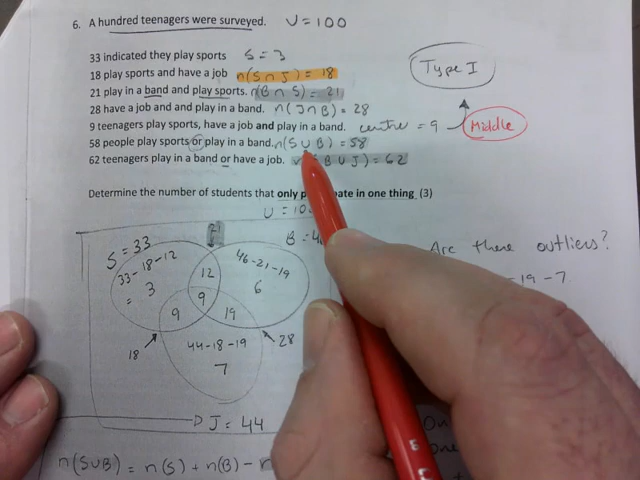 6. A hundred teenagers were surveyed. U = 100
33 indicated they play sports S = 3
18 play sports and have a job n(S ∩ J) = 18
21 play in a band and play sports. n(B ∩ S) = 21
28 have a job and and play in a band. n(J ∩ B) = 28
9 teenagers play sports, have a job and play in a band. centre = 9
58 people play sports or play in a band. n(S ∪ B) = 58
62 teenagers play in a band or have a job. B ∪ J) = 62
Type I
Middle
Determine the number of students that only in one thing. (3)
U = 10
S = 33
21
B = 4
33-18-12
= 3
12
46-21-19
6
9
9
19
18
44-18-19
7
28
J = 44
Are there outliers?
-19 -7
n(S∪B) = n(S) + n(B) -
On
one